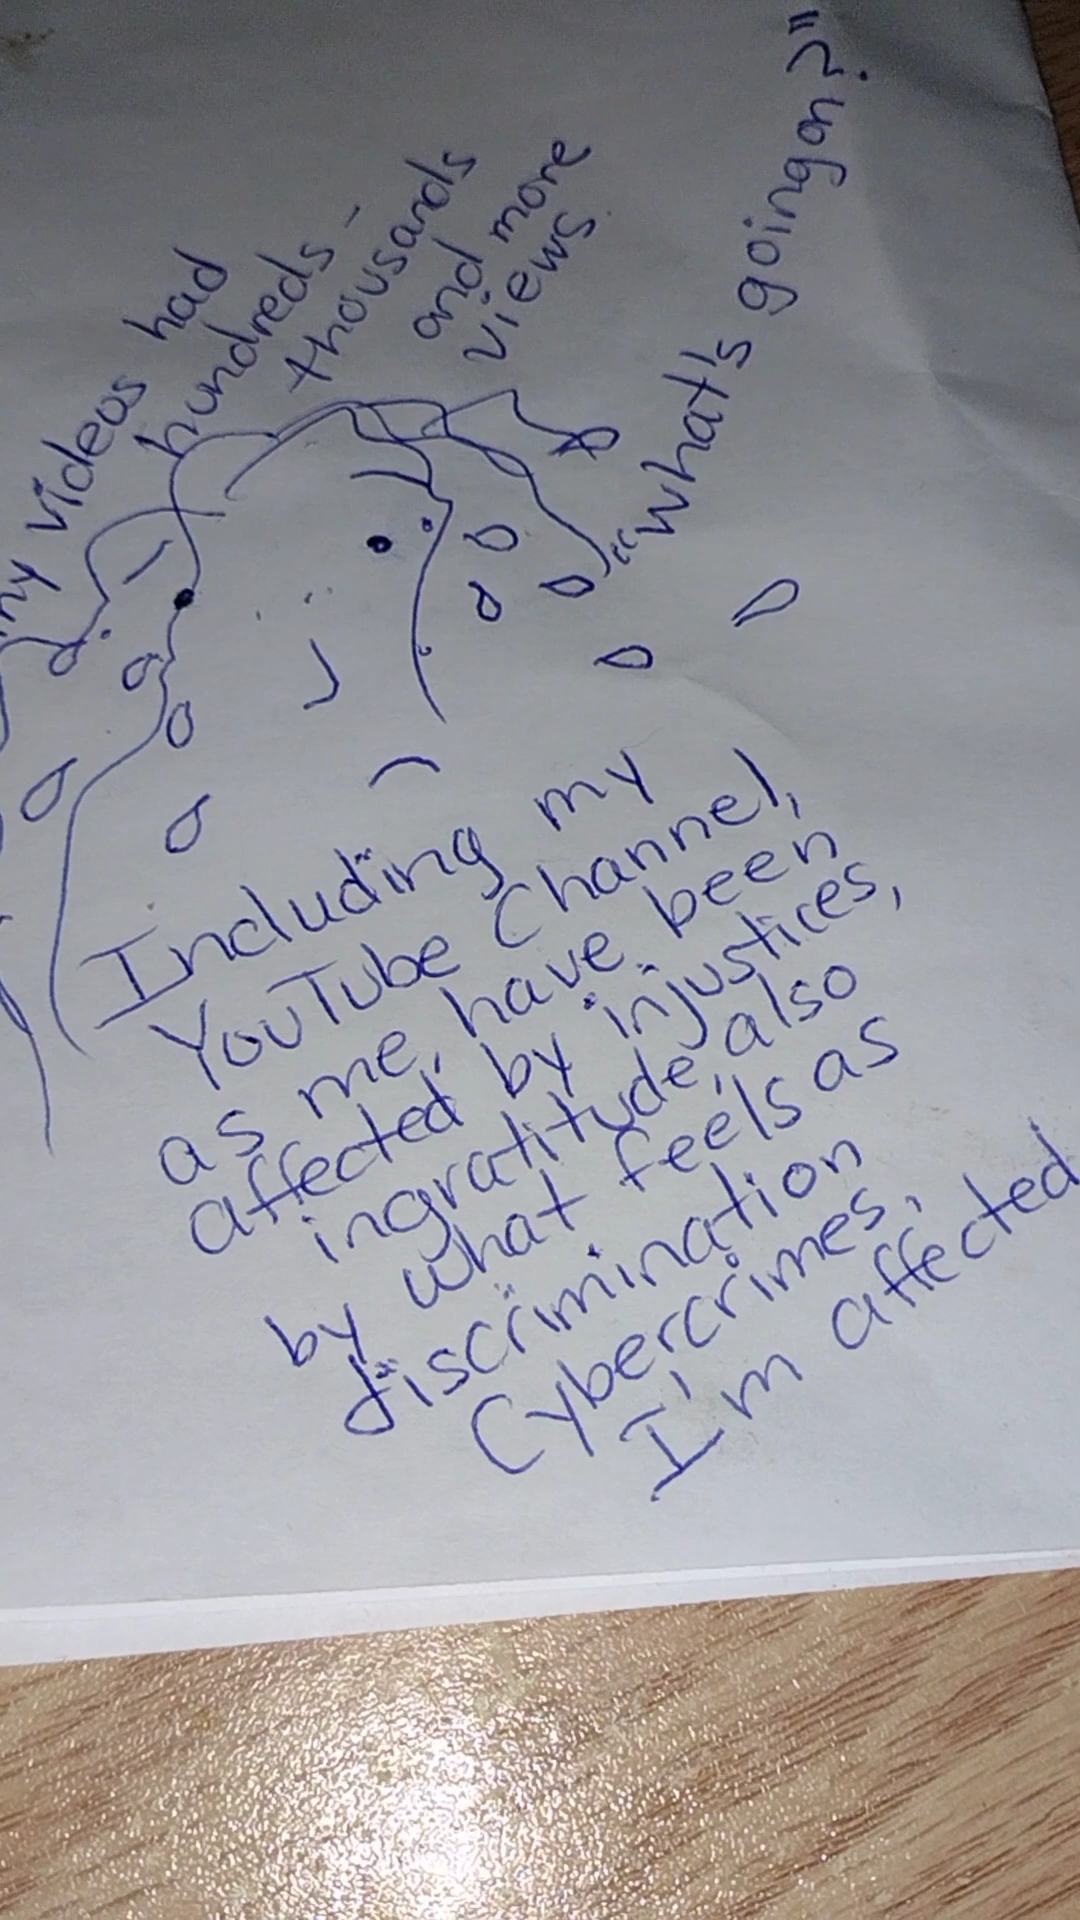 my videos had
hundreds -
thousands
and more
views.
"what's going on?"
Including my
YouTube Channel,
as me, have been
affected by injustices,
ingratitude, also
by what feels as
discrimination
Cybercrimes,
I'm affected